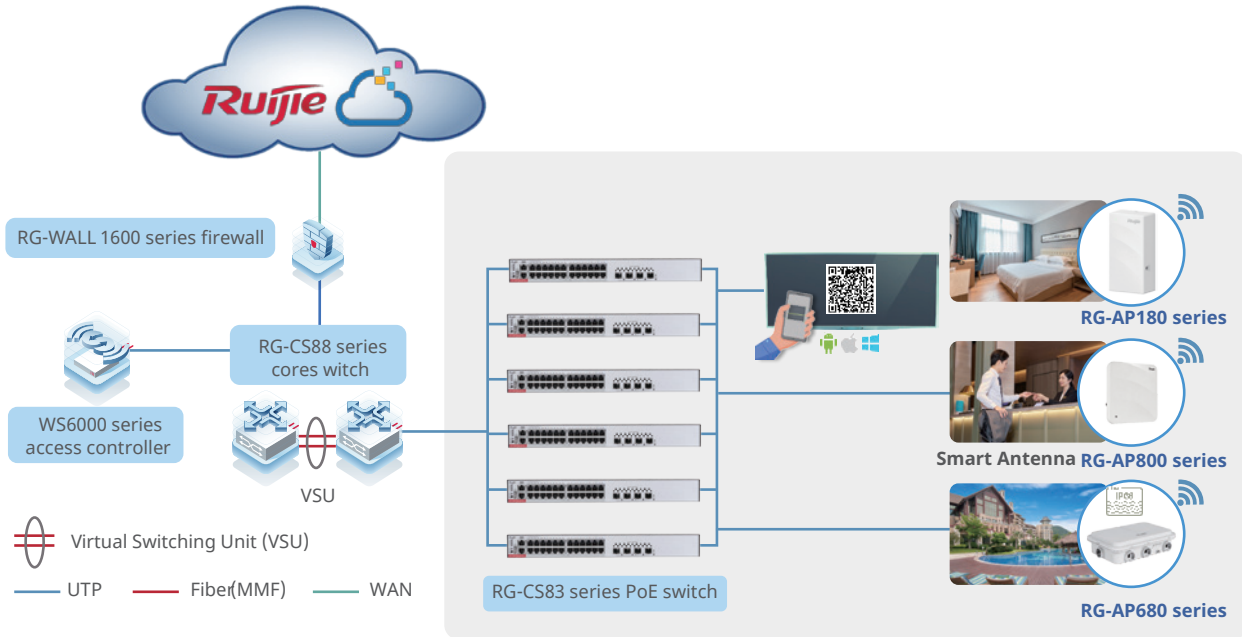 Ruijie
RG-WALL 1600 series firewall
RG-CS88 series
cores witch
WS6000 series
access controller
VSU
Virtual Switching Unit (VSU)
UTP
Fiber(MMF)
WAN
RG-CS83 series PoE switch
RG-AP180 series
Smart Antenna
RG-AP800 series
IP68
RG-AP680 series